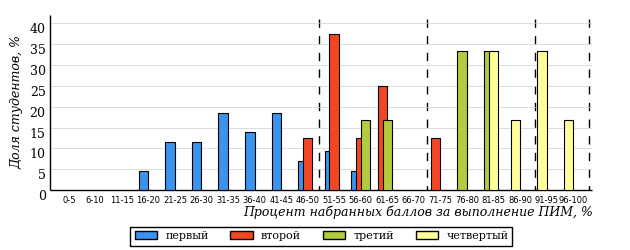 Доля студентов, %
40
35
30
25
20
15
10
5
0
0-5 6-10 11-15 16-20 21-25 26-30 31-35 36-40 41-45 46-50 51-55 56-60 61-65 66-70 71-75 76-80 81-85 86-90 91-95 96-100
Процент набранных баллов за выполнение ПИМ, %
первый второй третий четвертый